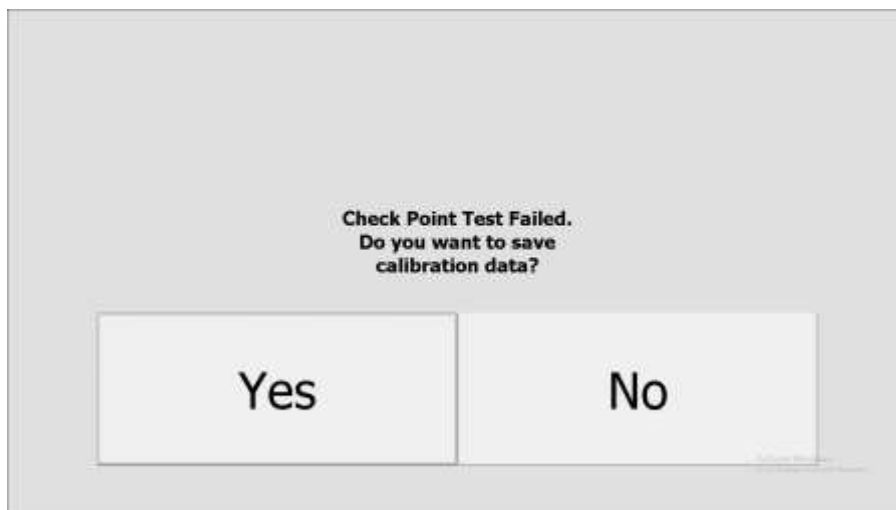 Check Point Test Failed.
Do you want to save
calibration data?
Yes
No